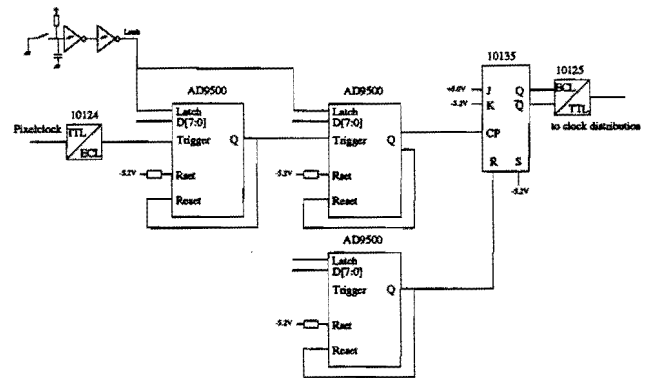 Latch
10135
10125
AD9500
AD9500
10124
Pixelclock
TTL
ECL
Latch
D[7:0]
Trigger
Q
-5.2V
Rset
Reset
Latch
D[7:0]
Trigger
Q
-5.2V
Rset
Reset
+0.0V
J
Q
-5.2V
K
Q
CP
R
S
-5.2V
ECL
TTL
to clock distribution
AD9500
Latch
D[7:0]
Trigger
Q
-5.2V
Rset
Reset